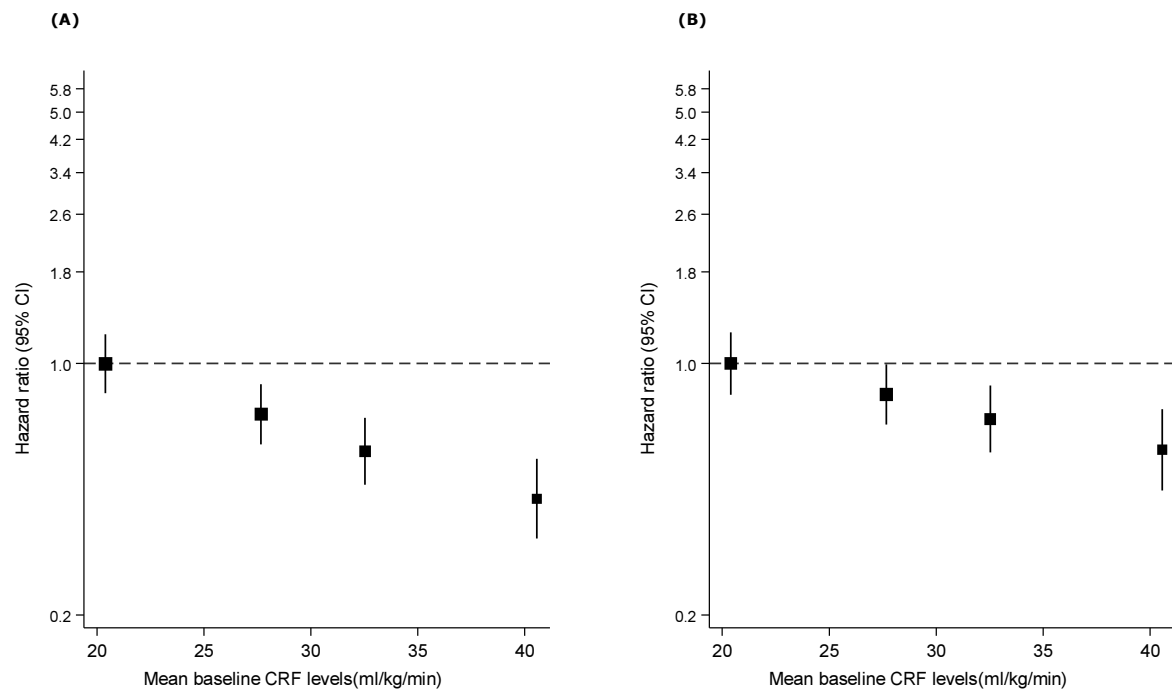 (A)
5.8
5.0
4.2
3.4
2.6
1.8
1.0
0.2
Hazard ratio (95% CI)
20 25 30 35 40
Mean baseline CRF levels(ml/kg/min)
(B)
5.8
5.0
4.2
3.4
2.6
1.8
1.0
0.2
Hazard ratio (95% CI)
20 25 30 35 40
Mean baseline CRF levels(ml/kg/min)